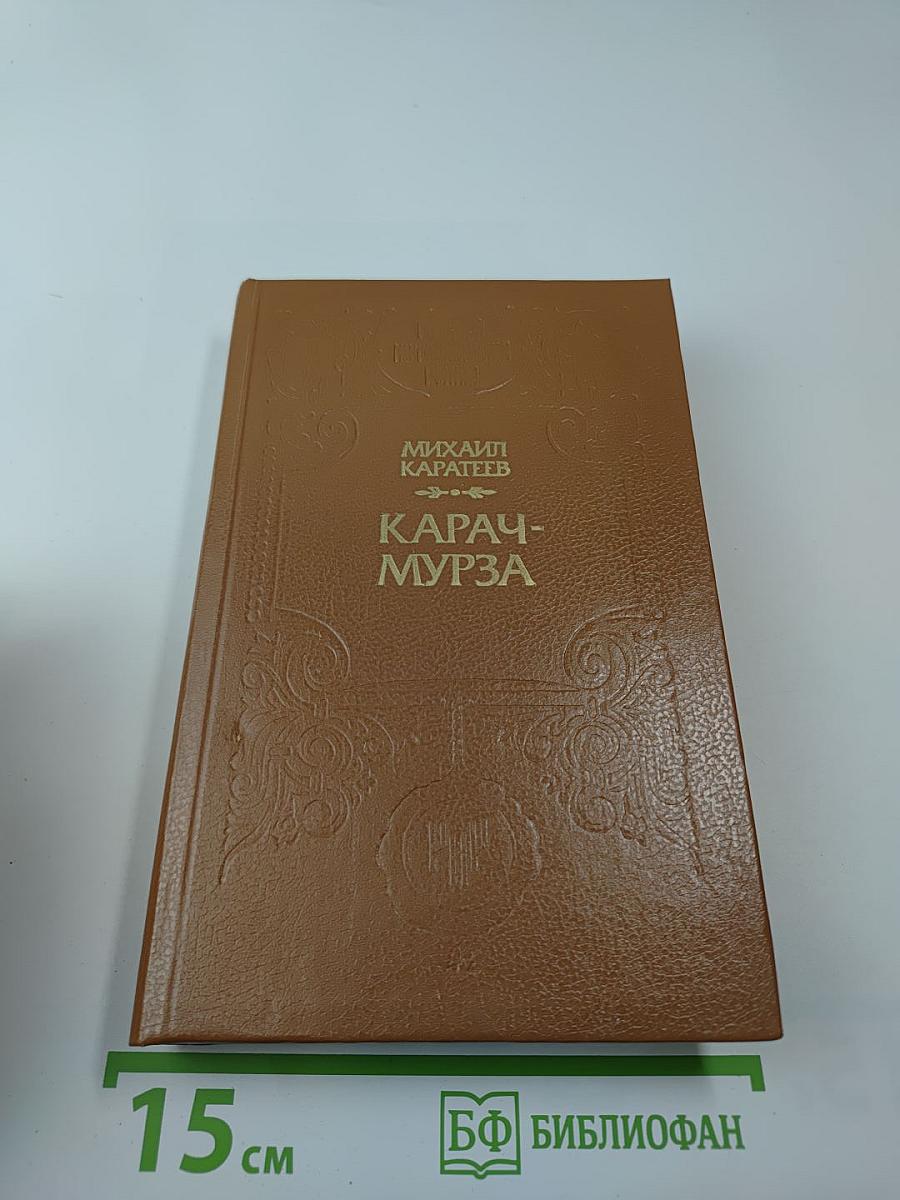 МИХАИЛ
КАРАТЕЕВ
КАРАЧ-
МУРЗА
15 см
БФ БИБЛИОФАН